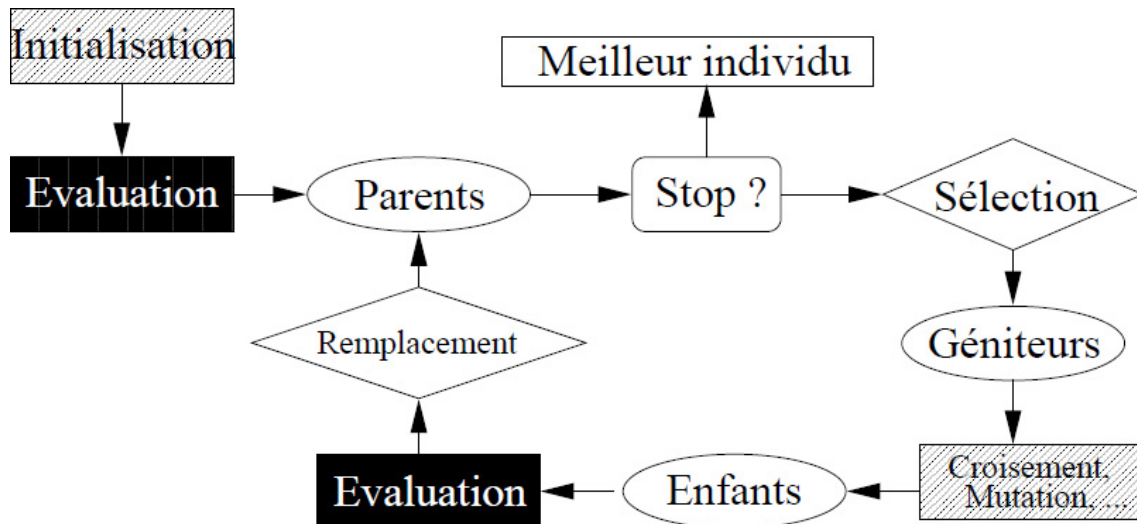 Initialisation
Meilleur individu
Evaluation
Parents
Stop ?
Sélection
Remplacement
Géniteurs
Croisement,
Mutation, ...
Enfants
Evaluation